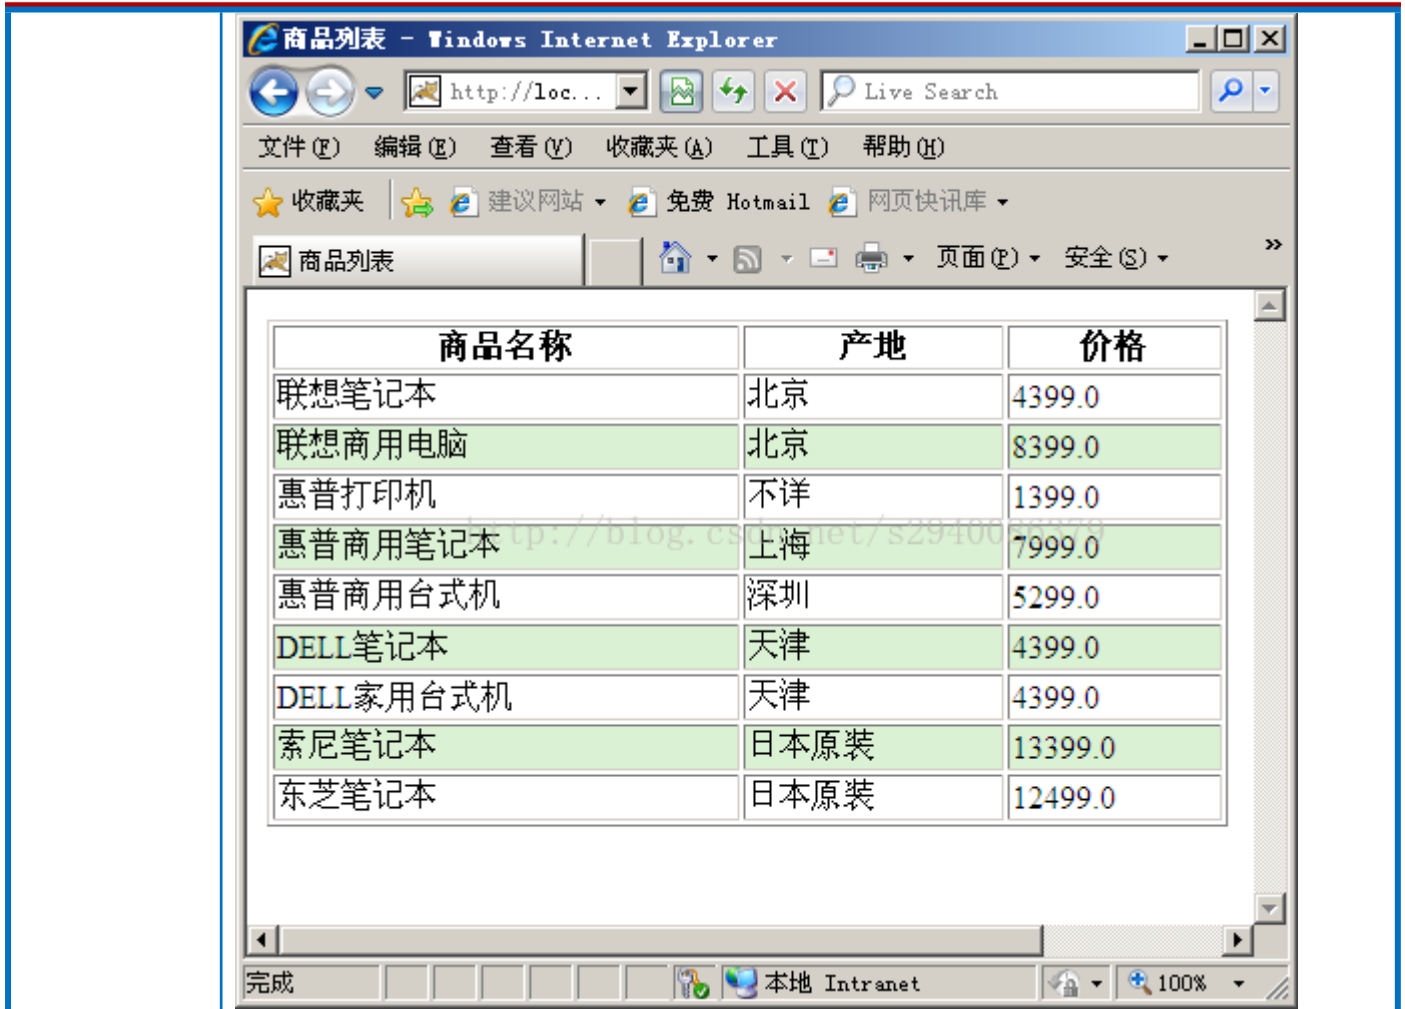 商品列表 - Windows Internet Explorer
http://loc... Live Search
文件(F) 编辑(E) 查看(V) 收藏夹(A) 工具(T) 帮助(H)
收藏夹 建议网站 免费 Hotmail 网页快讯库
商品列表 页面(P) 安全(S) »
商品名称 产地 价格
联想笔记本 北京 4399.0
联想商用电脑 北京 8399.0
惠普打印机 不详 1399.0
http://blog.csdn.net/s2940086379
惠普商用笔记本 上海 7999.0
惠普商用台式机 深圳 5299.0
DELL笔记本 天津 4399.0
DELL家用台式机 天津 4399.0
索尼笔记本 日本原装 13399.0
东芝笔记本 日本原装 12499.0
完成 本地 Intranet 100%